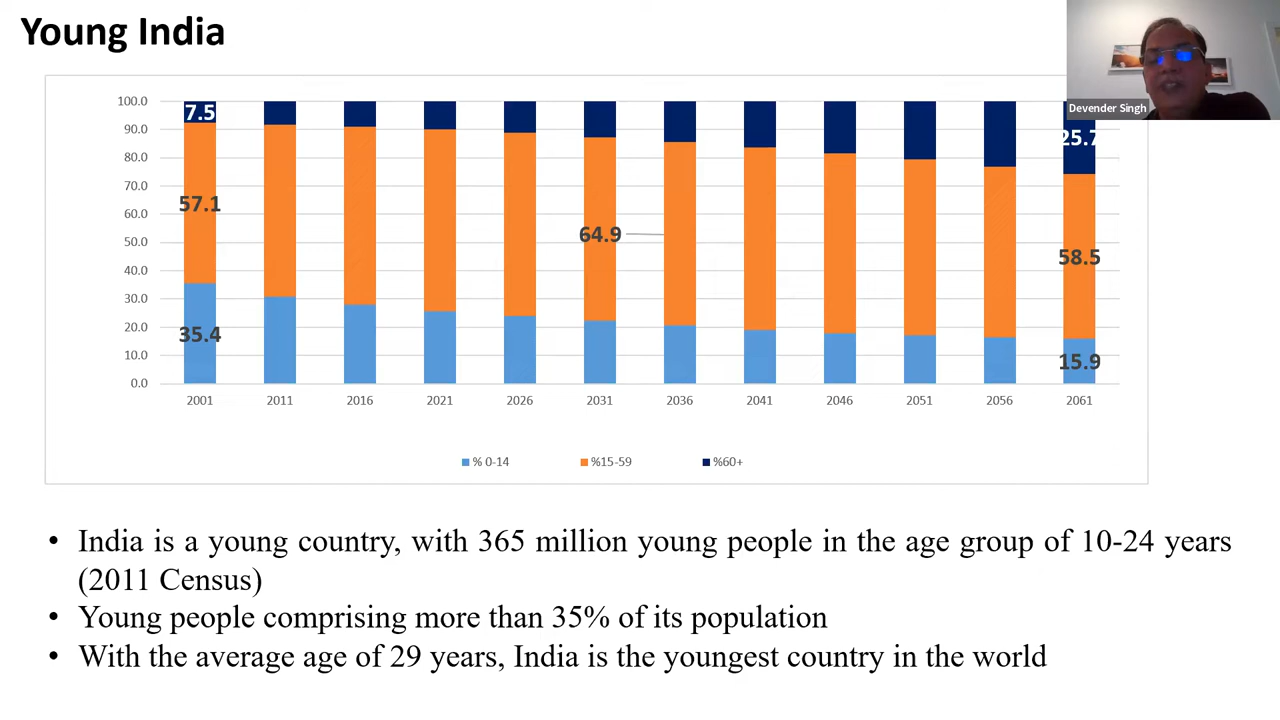 Young India
Devender Singh
100.0
90.0
80.0
70.0
60.0
50.0
40.0
30.0
20.0
10.0
0.0
7.5
57.1
35.4
64.9
25.7
58.5
15.9
2001 2011 2016 2021 2026 2031 2036 2041 2046 2051 2056 2061
% 0-14 %15-59 %60+
• India is a young country, with 365 million young people in the age group of 10-24 years
(2011 Census)
• Young people comprising more than 35% of its population
• With the average age of 29 years, India is the youngest country in the world